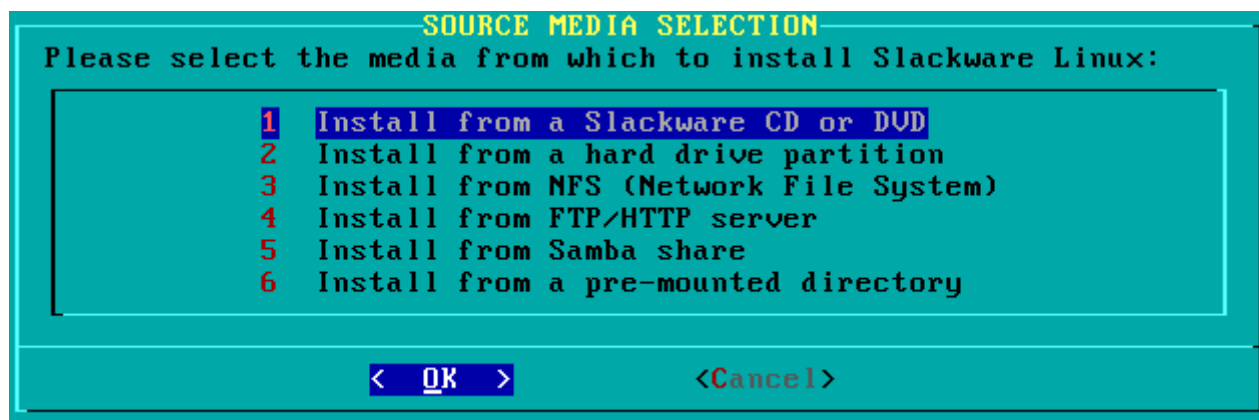 SOURCE MEDIA SELECTION
Please select the media from which to install Slackware Linux:
1 Install from a Slackware CD or DVD
2 Install from a hard drive partition
3 Install from NFS (Network File System)
4 Install from FTP/HTTP server
5 Install from Samba share
6 Install from a pre-mounted directory
< OK > <Cancel>